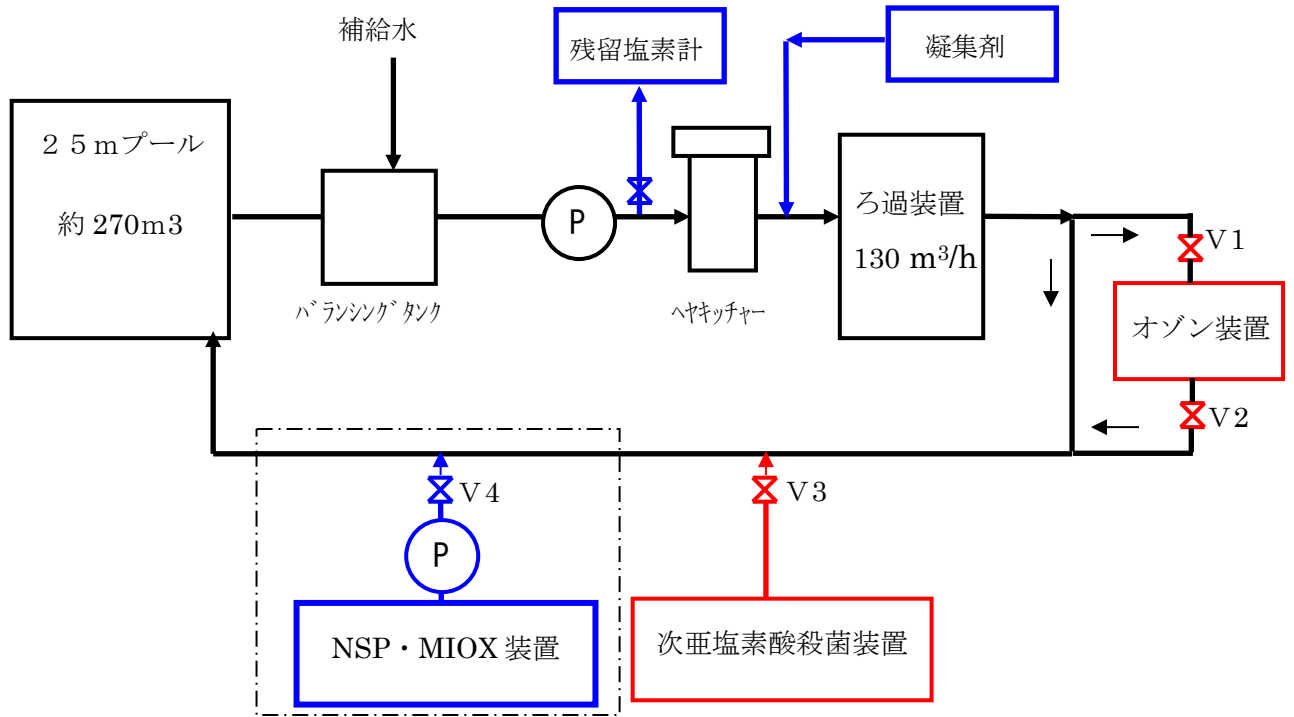 補給水
残留塩素計
凝集剤
２５ｍプール
約 270m3
P
ろ過装置
130 m³/h
V1
ﾊﾞﾗﾝｼﾝｸﾞﾀﾝｸ
ﾍﾔｷｯﾁｬｰ
オゾン装置
V2
V4
V3
P
NSP・MIOX 装置
次亜塩素酸殺菌装置